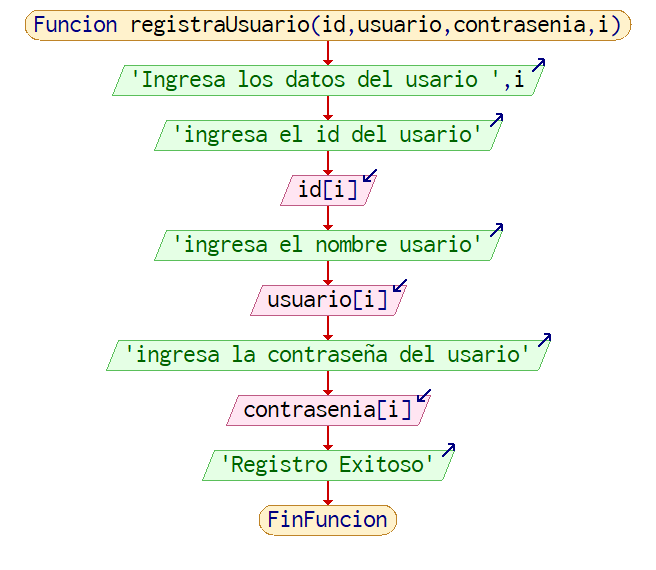 Funcion registraUsuario(id,usuario,contrasenia,i)
'Ingresa los datos del usario ',i
'ingresa el id del usario'
id[i]
'ingresa el nombre usario'
usuario[i]
'ingresa la contraseña del usario'
contrasenia[i]
'Registro Exitoso'
FinFuncion